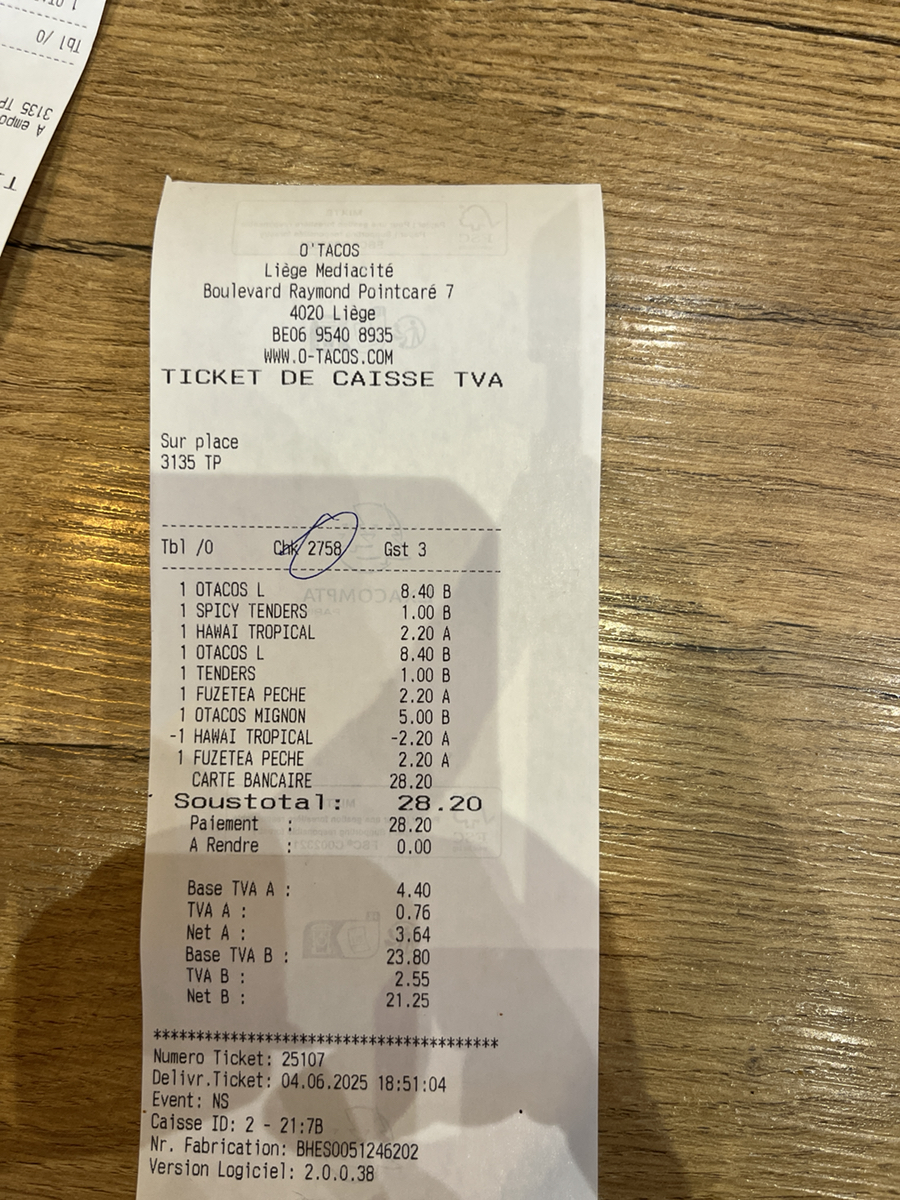 1
Tbl /0
3135 TP
A empo
O'TACOS
Liège Mediacité
Boulevard Raymond Pointcaré 7
4020 Liège
BE06 9540 8935
WWW.O-TACOS.COM
TICKET DE CAISSE TVA
Sur place
3135 TP
Tbl /0 Chk 2758 Gst 3
1 OTACOS L 8.40 B
1 SPICY TENDERS 1.00 B
1 HAWAI TROPICAL 2.20 A
1 OTACOS L 8.40 B
1 TENDERS 1.00 B
1 FUZETEA PECHE 2.20 A
1 OTACOS MIGNON 5.00 B
-1 HAWAI TROPICAL -2.20 A
1 FUZETEA PECHE 2.20 A
CARTE BANCAIRE 28.20
Soustotal: 28.20
Paiement : 28.20
A Rendre : 0.00
Base TVA A : 4.40
TVA A : 0.76
Net A : 3.64
Base TVA B : 23.80
TVA B : 2.55
Net B : 21.25
****************************************
Numero Ticket: 25107
Delivr.Ticket: 04.06.2025 18:51:04
Event: NS
Caisse ID: 2 - 21:7B
Nr. Fabrication: BHES0051246202
Version Logiciel: 2.0.0.38